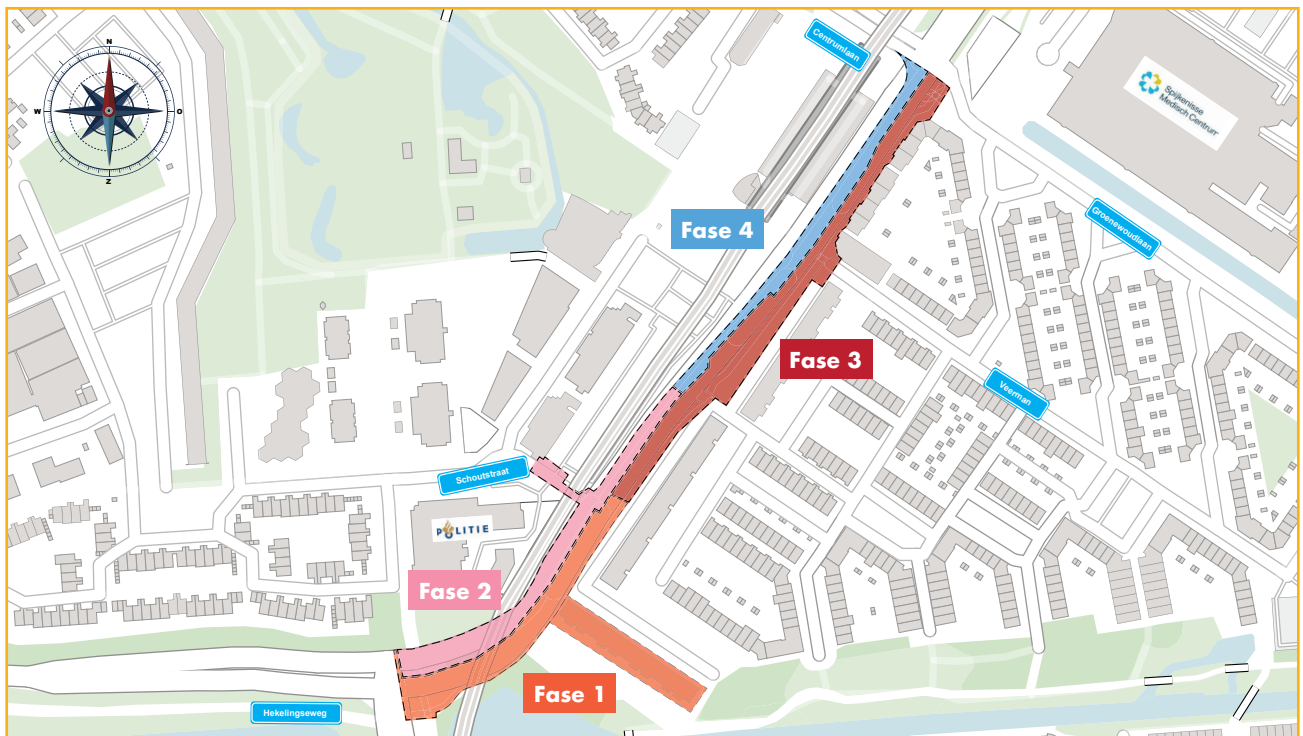 N
W
O
Z
Centrumlaan
Spijkenisse
Medisch Centrum
Groenewoudlaan
Fase 4
Fase 3
Veerman
Schoutstraat
POLITIE
Fase 2
Fase 1
Hekelingseweg